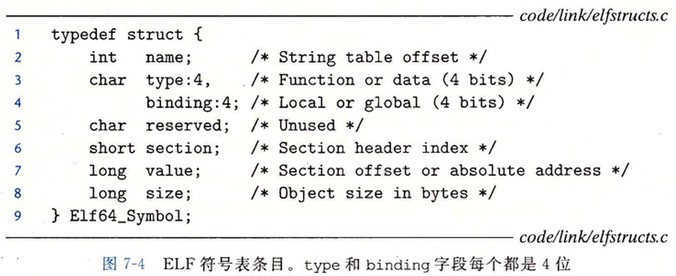 code/link/elfstructs.c
1 typedef struct {
2     int   name;      /* String table offset */
3     char  type:4,    /* Function or data (4 bits) */
4           binding:4; /* Local or global (4 bits) */
5     char  reserved;  /* Unused */
6     short section;   /* Section header index */
7     long  value;     /* Section offset or absolute address */
8     long  size;      /* Object size in bytes */
9 } Elf64_Symbol;
code/link/elfstructs.c
图 7-4 ELF 符号表条目。type 和 binding 字段每个都是 4 位